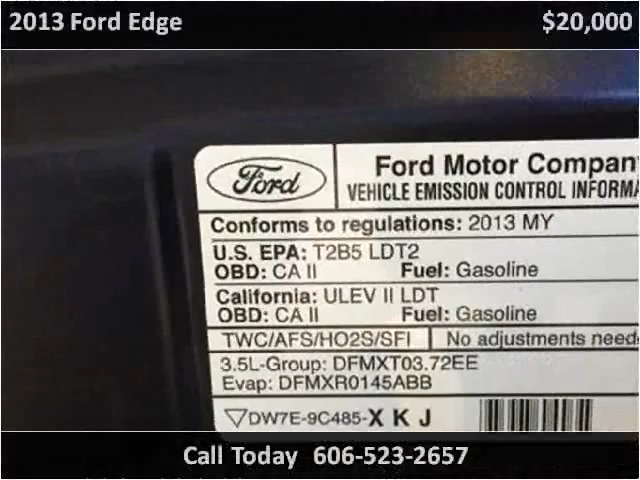 2013 Ford Edge $20,000
Ford
Ford Motor Compan
VEHICLE EMISSION CONTROL INFORMA
Conforms to regulations: 2013 MY
U.S. EPA: T2B5 LDT2
OBD: CA II Fuel: Gasoline
California: ULEV II LDT
OBD: CA II Fuel: Gasoline
TWC/AFS/HO2S/SFI No adjustments need
3.5L-Group: DFMXT03.72EE
Evap: DFMXR0145ABB
DW7E-9C485-X K J
Call Today 606-523-2657